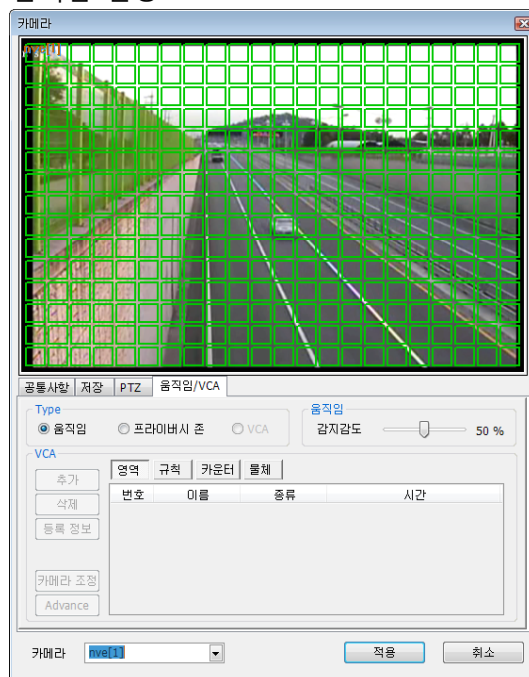 카메라
nve[1]
공통사항 저장 PTZ 움직임/VCA
Type
움직임 프라이버시 존 VCA
움직임
감지감도 50 %
VCA
추가
삭제
등록 정보
카메라 조정
Advance
영역 규칙 카운터 물체
번호 이름 종류 시간
카메라 nve[1] 적용 취소